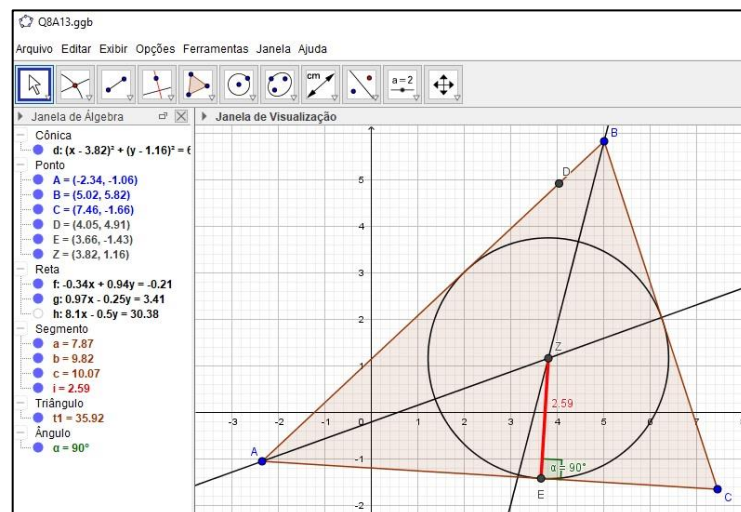 Q8A13.ggb
Arquivo Editar Exibir Opções Ferramentas Janela Ajuda
cm
a=2
Janela de Álgebra
Janela de Visualização
Cônica
d: (x - 3.82)² + (y - 1.16)² = 6
Ponto
A = (-2.34, -1.06)
B = (5.02, 5.82)
C = (7.46, -1.66)
D = (4.05, 4.91)
E = (3.66, -1.43)
Z = (3.82, 1.16)
Reta
f: -0.34x + 0.94y = -0.21
g: 0.97x - 0.25y = 3.41
h: 8.1x - 0.5y = 30.38
Segmento
a = 7.87
b = 9.82
c = 10.07
i = 2.59
Triângulo
t1 = 35.92
Ângulo
α = 90°
B
D
5
4
3
2
1
Z
2.59
-3 -2 -1 0 1 2 3 4 5 6 7 8
A
-1
α = 90°
E
C
-2